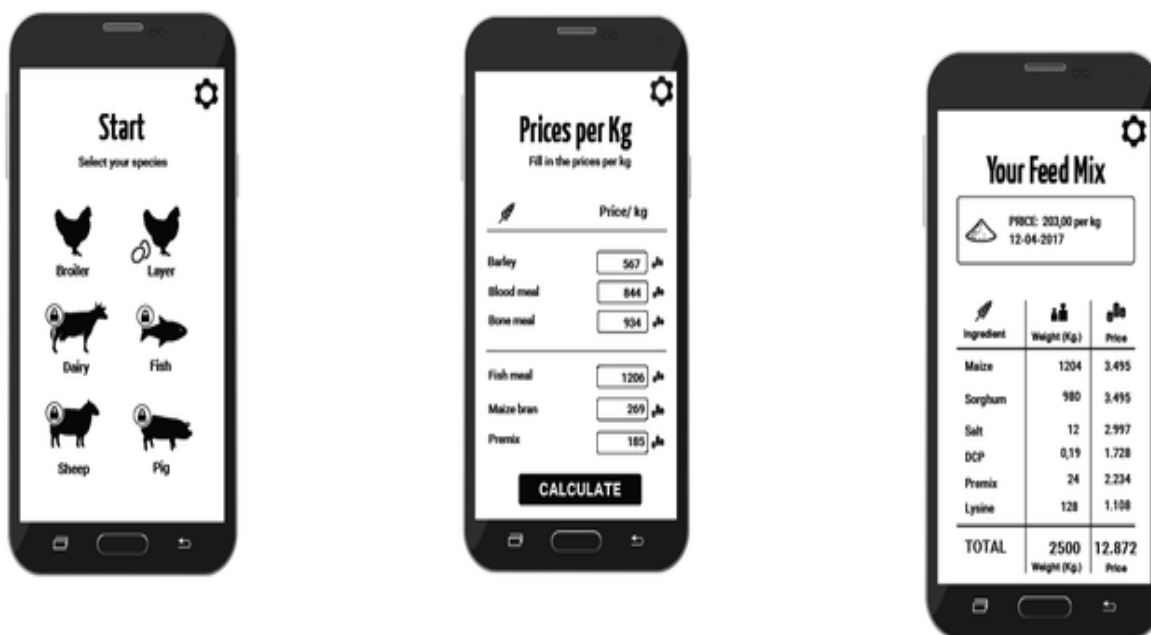 Start
Select your species
Broiler Layer
Dairy Fish
Sheep Pig
Prices per Kg
Fill in the prices per kg
Price/ kg
Barley 567
Blood meal 844
Bone meal 934
Fish meal 1206
Maize bran 269
Premix 185
CALCULATE
Your Feed Mix
PRICE: 203,00 per kg
12-04-2017
Ingredient Weight (Kg.) Price
Maize 1204 3.495
Sorghum 980 3.495
Salt 12 2.997
DCP 0,19 1.728
Premix 24 2.234
Lysine 128 1.108
TOTAL 2500 12.872
Weight (Kg.) Price